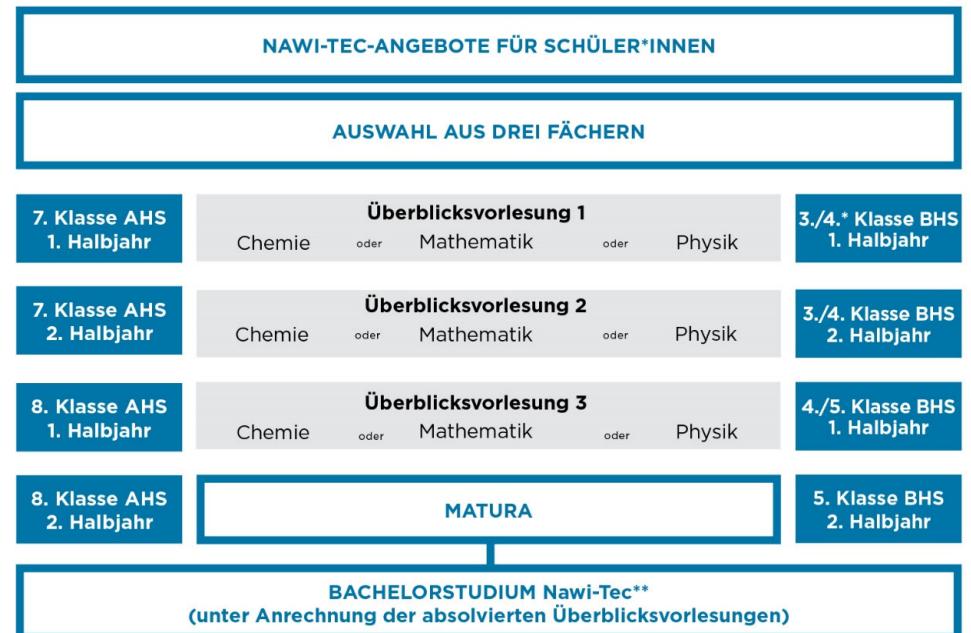 NAWI-TEC-ANGEBOTE FÜR SCHÜLER*INNEN
AUSWAHL AUS DREI FÄCHERN
7. Klasse AHS
1. Halbjahr
Überblicksvorlesung 1
Chemie oder Mathematik oder Physik
3./4.* Klasse BHS
1. Halbjahr
7. Klasse AHS
2. Halbjahr
Überblicksvorlesung 2
Chemie oder Mathematik oder Physik
3./4. Klasse BHS
2. Halbjahr
8. Klasse AHS
1. Halbjahr
Überblicksvorlesung 3
Chemie oder Mathematik oder Physik
4./5. Klasse BHS
1. Halbjahr
8. Klasse AHS
2. Halbjahr
MATURA
5. Klasse BHS
2. Halbjahr
BACHELORSTUDIUM Nawi-Tec**
(unter Anrechnung der absolvierten Überblicksvorlesungen)